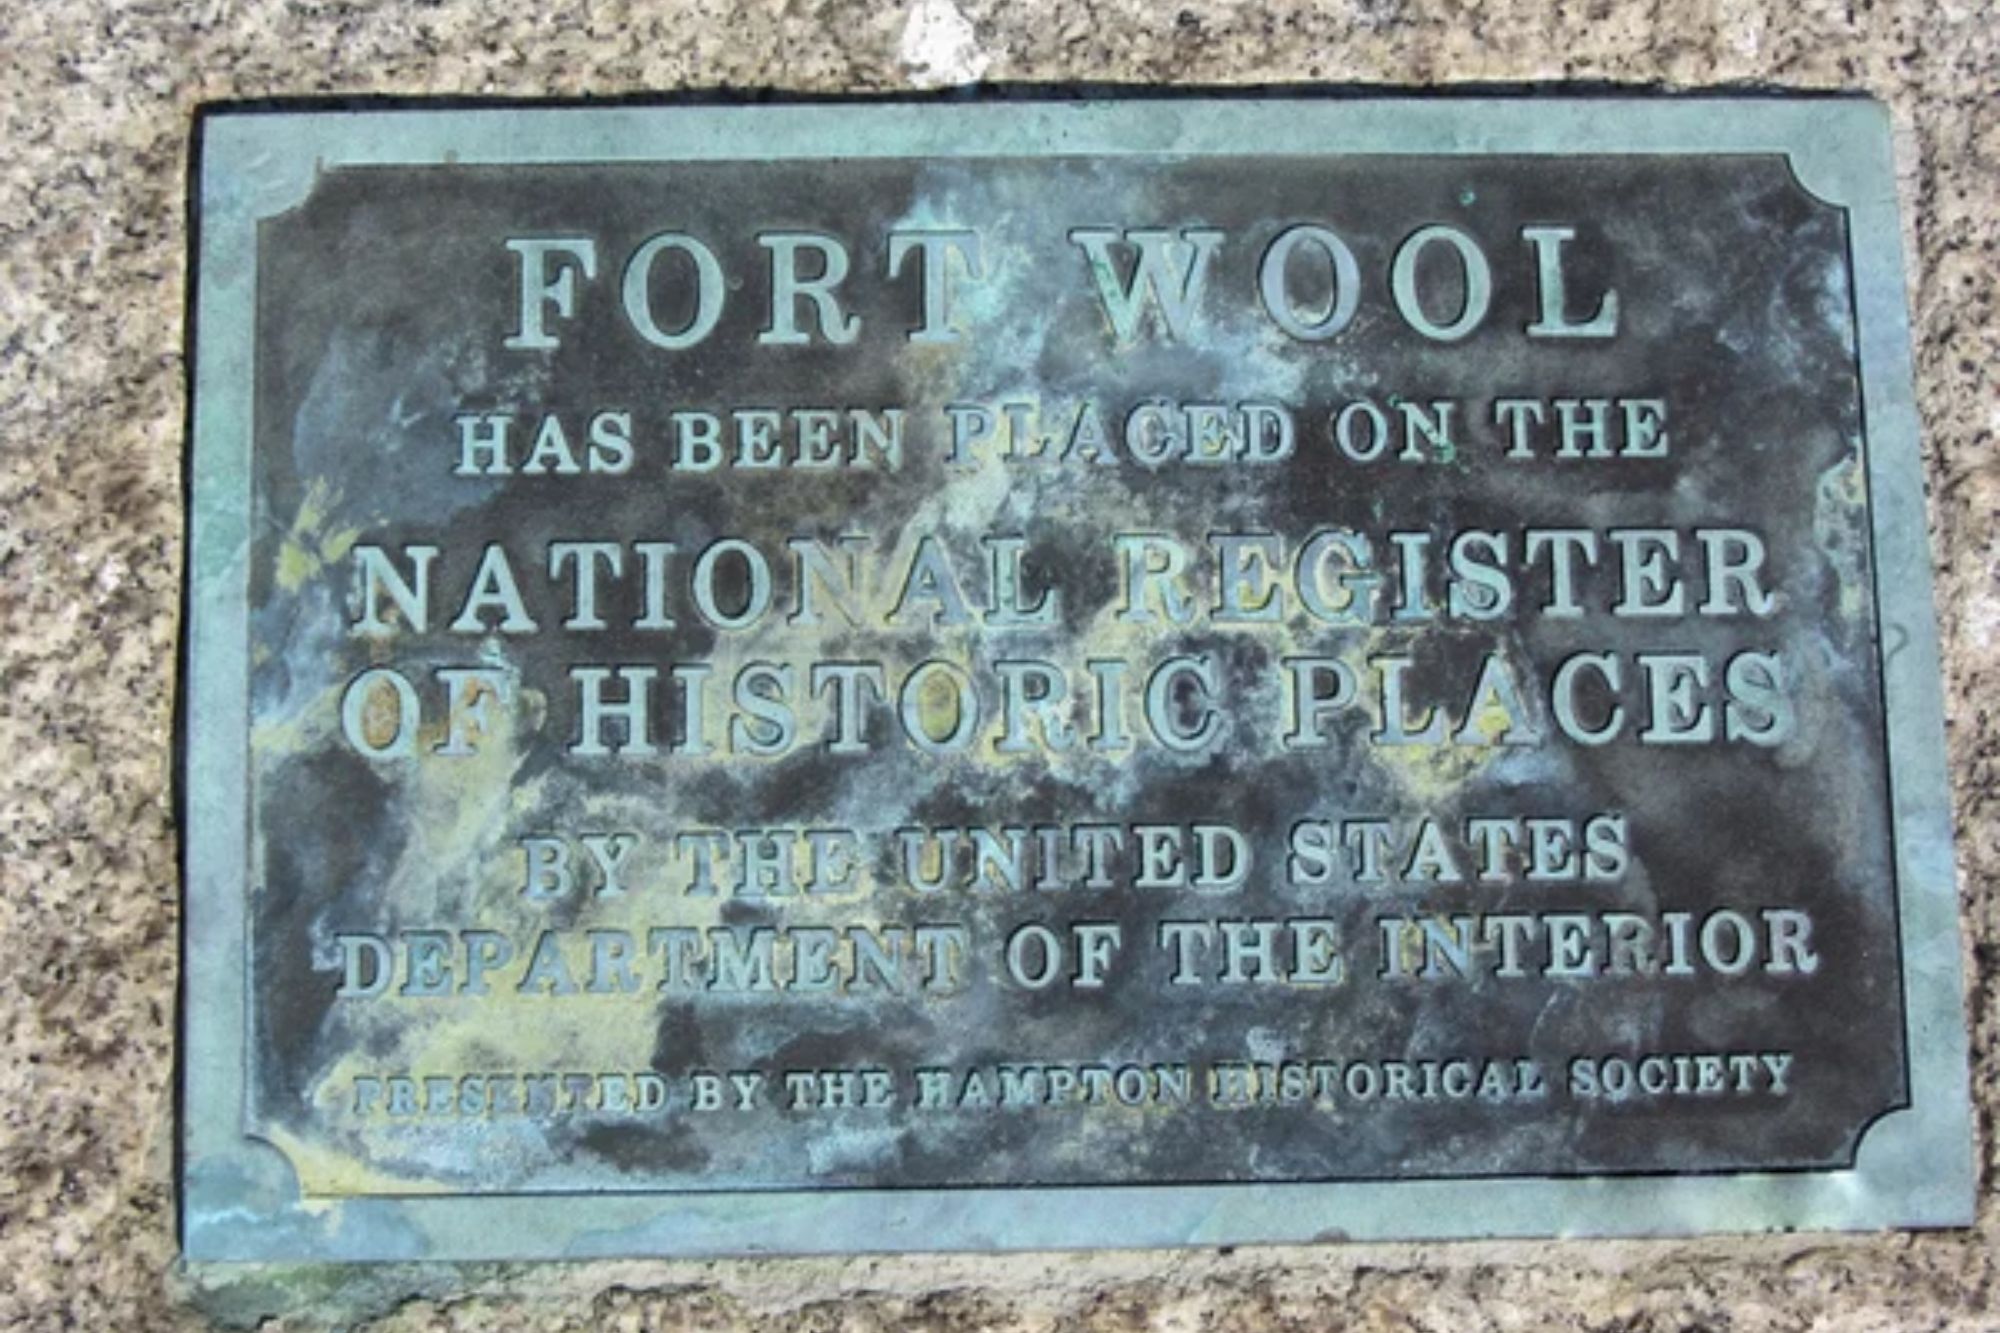 FORT WOOL
HAS BEEN PLACED ON THE
NATIONAL REGISTER
OF HISTORIC PLACES
BY THE UNITED STATES
DEPARTMENT OF THE INTERIOR
PRESENTED BY THE HAMPTON HISTORICAL SOCIETY